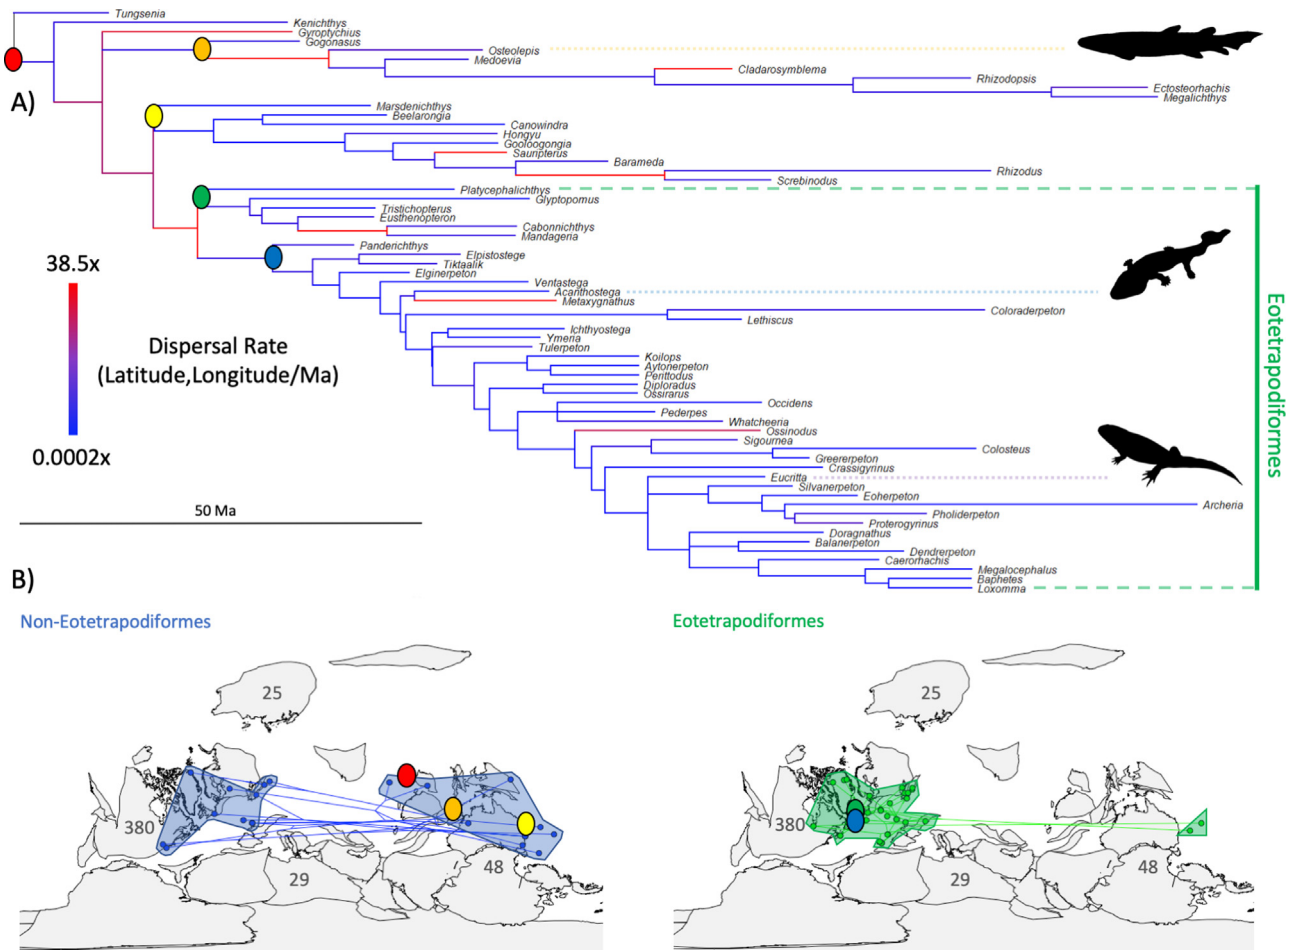 Tungsenia
Kenichthys
Gyroptychius
Gogonasus
Osteolepis
Medoevia
Cladarosymblema
Rhizodopsis
Ectosteorhachis
Megalichthys
A)
Marsdenichthys
Beelarongia
Canowindra
Hongyu
Gooloogongia
Sauripterus
Barameda
Rhizodus
Screbinodus
Platycephalichthys
Glyptopomus
Tristichopterus
Eusthenopteron
Cabonnichthys
Mandageria
Panderichthys
Elpistostege
Tiktaalik
Elginerpeton
Ventastega
Acanthostega
Metaxygnathus
Coloraderpeton
Lethiscus
Ichthyostega
Ymeria
Tulerpeton
Koilops
Aytonerpeton
Perittodus
Diploradus
Ossirarus
Occidens
Pederpes
Whatcheeria
Ossinodus
Sigournea
Colosteus
Greererpeton
Crassigyrinus
Eucritta
Silvanerpeton
Eoherpeton
Archeria
Pholiderpeton
Proterogyrinus
Doragnathus
Balanerpeton
Dendrerpeton
Caerorhachis
Megalocephalus
Baphetes
Loxomma
Eotetrapodiformes
38.5x
Dispersal Rate
(Latitude,Longitude/Ma)
0.0002x
50 Ma
B)
Non-Eotetrapodiformes
25
380
29
48
Eotetrapodiformes
25
380
29
48